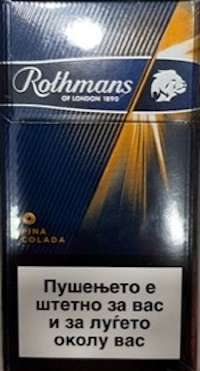 Rothmans
OF LONDON 1890
PINA
COLADA
Пушењето е
штетно за вас
и за луѓето
околу вас